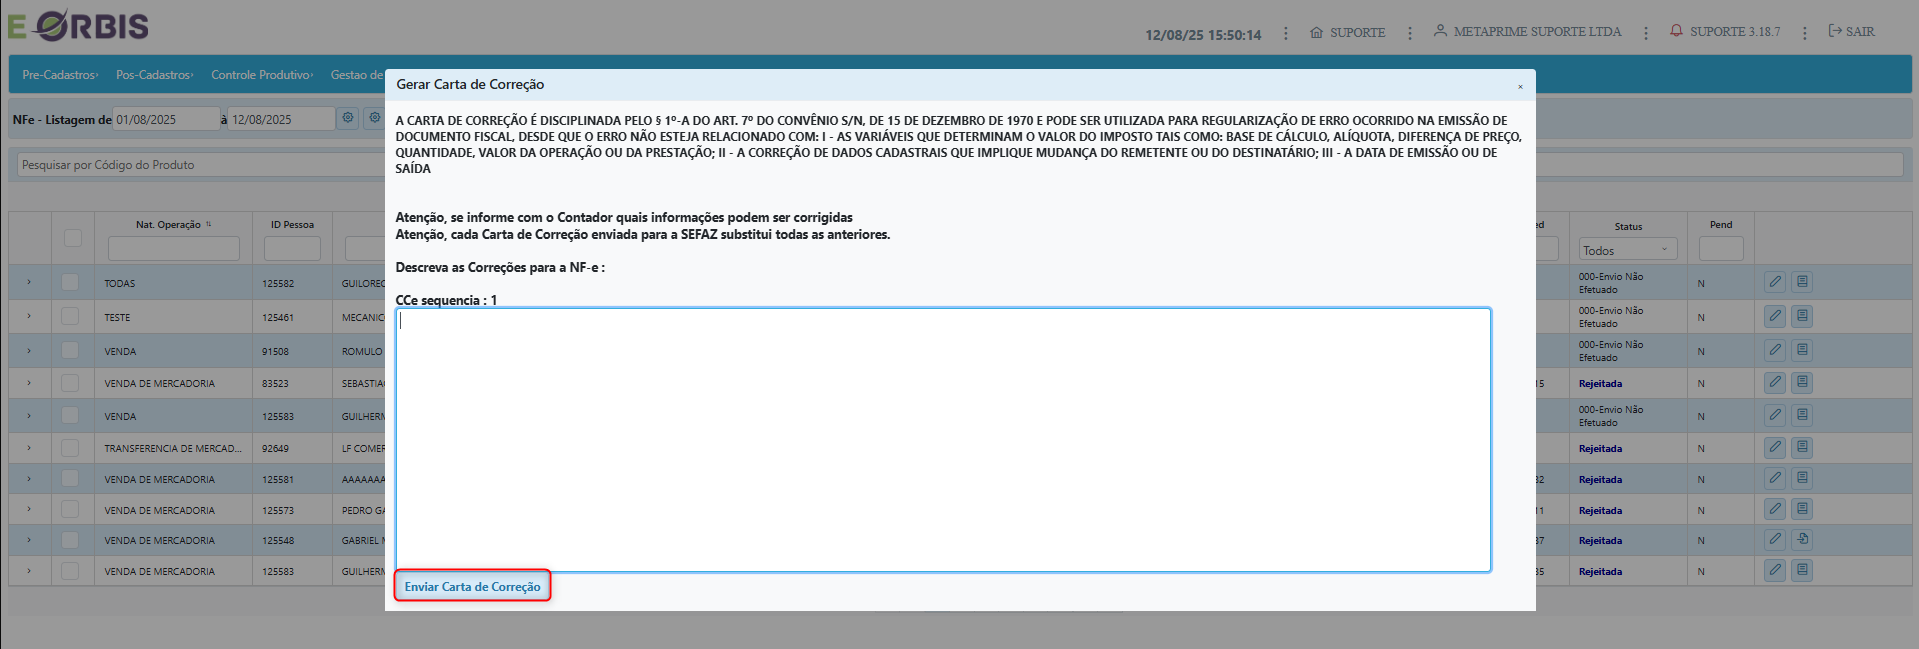 E ORBIS
12/08/25 15:50:14
SUPORTE
METAPRIME SUPORTE LTDA
SUPORTE 3.18.7
SAIR
Pre-Cadastros
Pos-Cadastros
Controle Produtivo
Gestao de
Gerar Carta de Correção
NFe - Listagem de 01/08/2025 à 12/08/2025
Pesquisar por Código do Produto
A CARTA DE CORREÇÃO É DISCIPLINADA PELO § 1º-A DO ART. 7º DO CONVÊNIO S/N, DE 15 DE DEZEMBRO DE 1970 E PODE SER UTILIZADA PARA REGULARIZAÇÃO DE ERRO OCORRIDO NA EMISSÃO DE
DOCUMENTO FISCAL, DESDE QUE O ERRO NÃO ESTEJA RELACIONADO COM: I - AS VARIÁVEIS QUE DETERMINAM O VALOR DO IMPOSTO TAIS COMO: BASE DE CÁLCULO, ALÍQUOTA, DIFERENÇA DE PREÇO,
QUANTIDADE, VALOR DA OPERAÇÃO OU DA PRESTAÇÃO; II - A CORREÇÃO DE DADOS CADASTRAIS QUE IMPLIQUE MUDANÇA DO REMETENTE OU DO DESTINATÁRIO; III - A DATA DE EMISSÃO OU DE
SAÍDA
Atenção, se informe com o Contador quais informações podem ser corrigidas
Atenção, cada Carta de Correção enviada para a SEFAZ substitui todas as anteriores.
Descreva as Correções para a NF-e :
CCe sequencia : 1
Enviar Carta de Correção
Nat. Operação ID Pessoa Status Pend
Todos
TODAS 125582 GUILOREC 000-Envio Não Efetuado N
TESTE 125461 MECANIC 000-Envio Não Efetuado N
VENDA 91508 ROMULO 000-Envio Não Efetuado N
VENDA DE MERCADORIA 83523 SEBASTIA 15 Rejeitada N
VENDA 125583 GUILHERM 000-Envio Não Efetuado N
TRANSFERENCIA DE MERCAD... 92649 LF COMER Rejeitada N
VENDA DE MERCADORIA 125581 AAAAAAA 32 Rejeitada N
VENDA DE MERCADORIA 125573 PEDRO GA 11 Rejeitada N
VENDA DE MERCADORIA 125548 GABRIEL 37 Rejeitada N
VENDA DE MERCADORIA 125583 GUILHERM 35 Rejeitada N